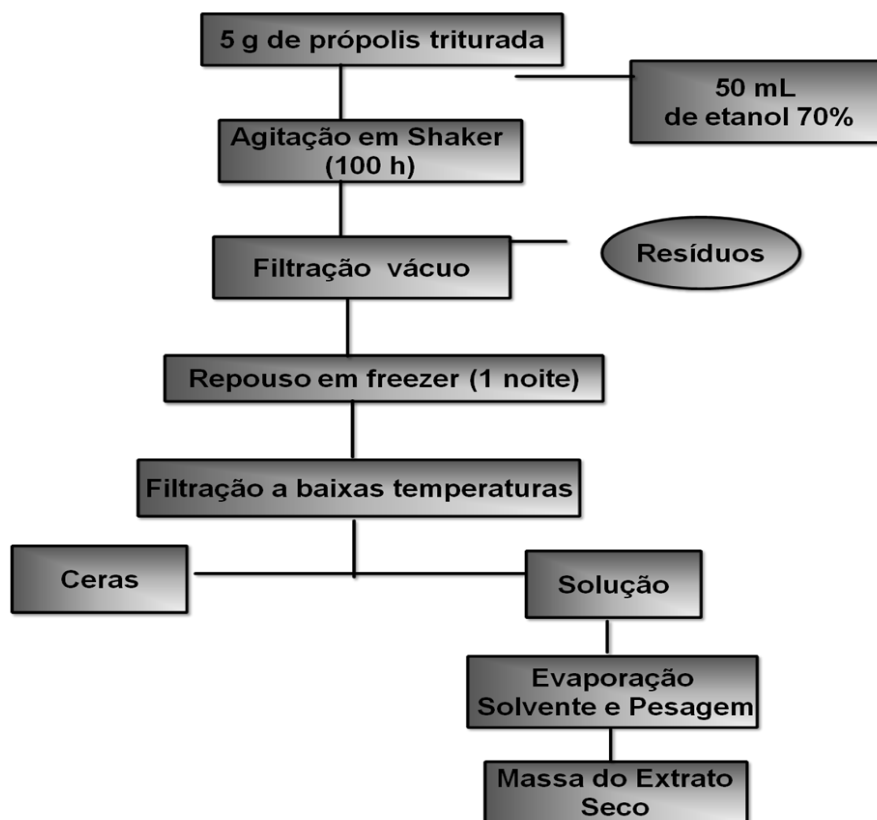 5 g de própolis triturada
50 mL
de etanol 70%
Agitação em Shaker
(100 h)
Filtração vácuo
Resíduos
Repouso em freezer (1 noite)
Filtração a baixas temperaturas
Ceras
Solução
Evaporação
Solvente e Pesagem
Massa do Extrato
Seco